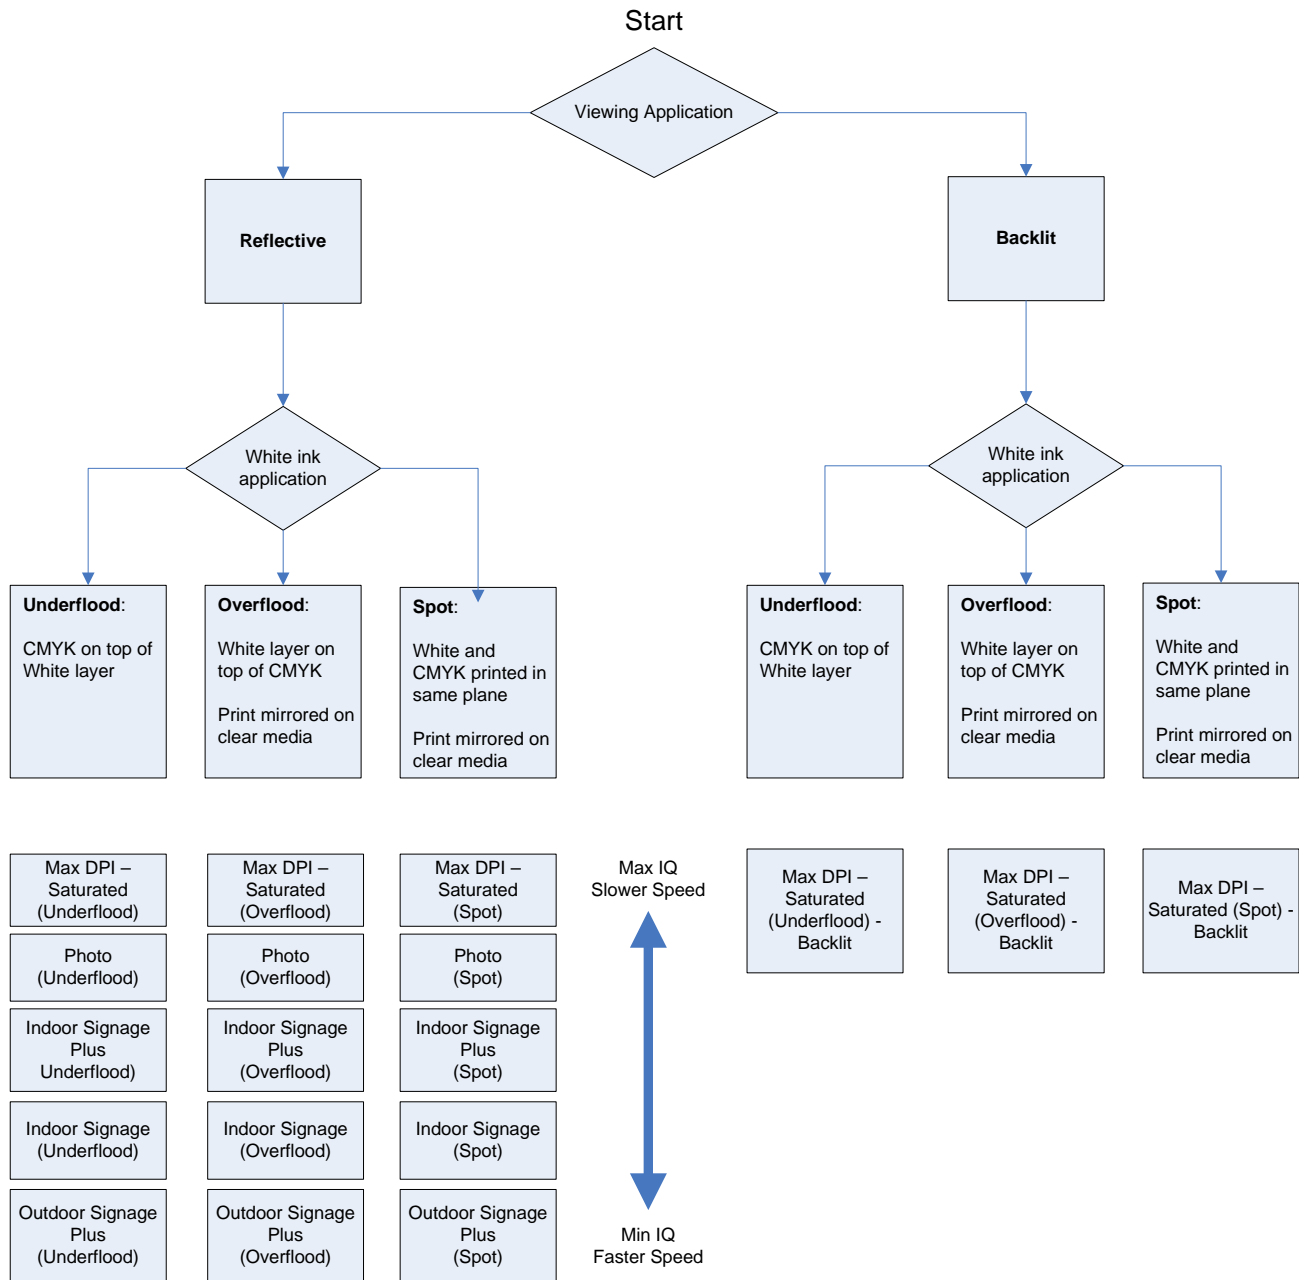 Start
Viewing Application
Reflective
Backlit
White ink
application
White ink
application
Underflood:
CMYK on top of
White layer
Overflood:
White layer on
top of CMYK
Print mirrored on
clear media
Spot:
White and
CMYK printed in
same plane
Print mirrored on
clear media
Underflood:
CMYK on top of
White layer
Overflood:
White layer on
top of CMYK
Print mirrored on
clear media
Spot:
White and
CMYK printed in
same plane
Print mirrored on
clear media
Max DPI –
Saturated
(Underflood)
Max DPI –
Saturated
(Overflood)
Max DPI –
Saturated
(Spot)
Max IQ
Slower Speed
Max DPI –
Saturated
(Underflood) -
Backlit
Max DPI –
Saturated
(Overflood) -
Backlit
Max DPI –
Saturated (Spot) -
Backlit
Photo
(Underflood)
Photo
(Overflood)
Photo
(Spot)
Indoor Signage
Plus
Underflood)
Indoor Signage
Plus
(Overflood)
Indoor Signage
Plus
(Spot)
Indoor Signage
(Underflood)
Indoor Signage
(Overflood)
Indoor Signage
(Spot)
Outdoor Signage
Plus
(Underflood)
Outdoor Signage
Plus
(Overflood)
Outdoor Signage
Plus
(Spot)
Min IQ
Faster Speed